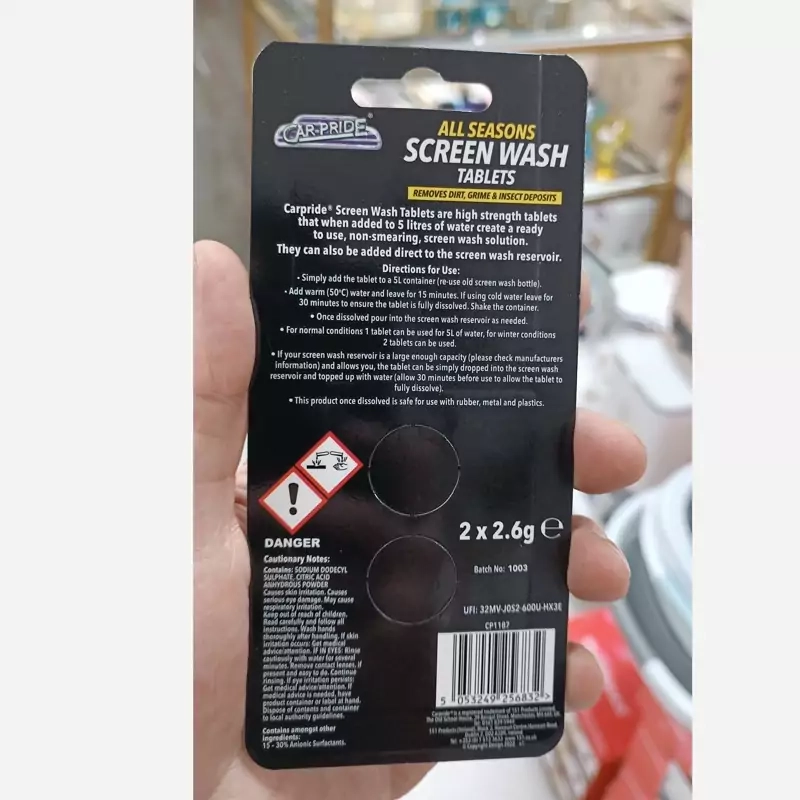 CAR-PRIDE®
ALL SEASONS
SCREEN WASH
TABLETS
REMOVES DIRT, GRIME & INSECT DEPOSITS
Carpride® Screen Wash Tablets are high strength tablets
that when added to 5 litres of water create a ready
to use, non-smearing, screen wash solution.
They can also be added direct to the screen wash reservoir.
Directions for Use:
• Simply add the tablet to a 5L container (re-use old screen wash bottle).
• Add warm (50°C) water and leave for 15 minutes. If using cold water leave for
30 minutes to ensure the tablet is fully dissolved. Shake the container.
• Once dissolved pour into the screen wash reservoir as needed.
• For normal conditions 1 tablet can be used for 5L of water, for winter conditions
2 tablets can be used.
• If your screen wash reservoir is a large enough capacity (please check manufacturers
information) and allows you, the tablet can be simply dropped into the screen wash
reservoir and topped up with water (allow 30 minutes before use to allow the tablet to
fully dissolve).
• This product once dissolved is safe for use with rubber, metal and plastics.
DANGER
Cautionary Notes:
Contains: SODIUM DODECYL
SULPHATE, CITRIC ACID
ANHYDROUS POWDER
Causes skin irritation. Causes
serious eye damage. May cause
respiratory irritation.
Keep out of reach of children.
Read carefully and follow all
instructions. Wash hands
thoroughly after handling. If skin
irritation occurs: Get medical
advice/attention. IF IN EYES: Rinse
cautiously with water for several
minutes. Remove contact lenses, if
present and easy to do. Continue
rinsing. If eye irritation persists:
Get medical advice/attention. If
medical advice is needed, have
product container or label at hand.
Dispose of contents and container
to local authority guidelines.
Contains amongst other
ingredients:
15 - 30% Anionic Surfactants.
2 x 2.6g ℮
Batch No: 1003
UFI: 32MV-J0S2-600U-HX3E
CP1187
5 053249 256832 >
Carpride® is a registered trademark of 151 Products Limited.